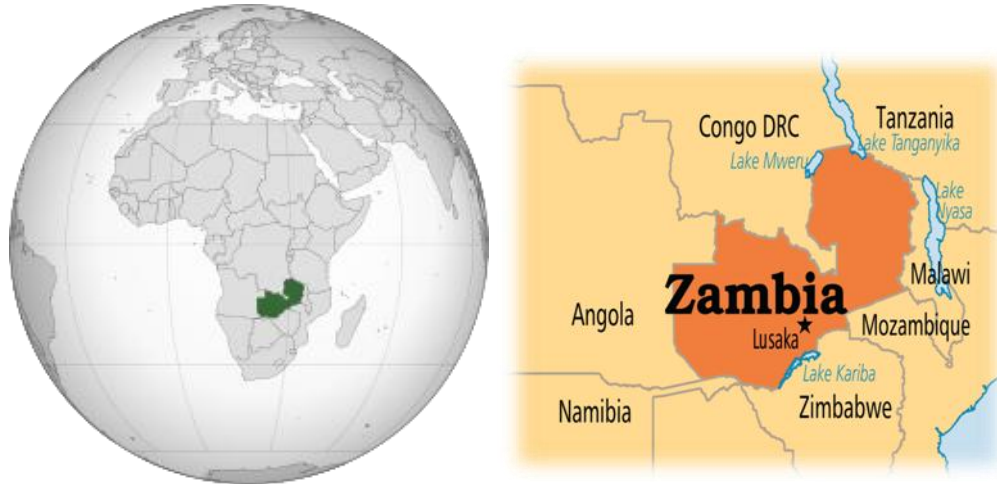 Congo DRC
Tanzania
Lake Tanganyika
Lake Mweru
Lake
Nyasa
Malawi
Zambia
Angola
Mozambique
Lusaka
Lake Kariba
Namibia
Zimbabwe